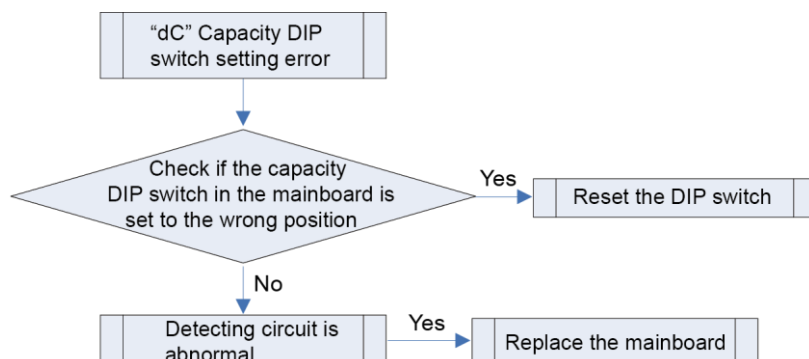 “dC” Capacity DIP
switch setting error
Check if the capacity
DIP switch in the mainboard is
set to the wrong position
Yes
Reset the DIP switch
No
Detecting circuit is
abnormal
Yes
Replace the mainboard